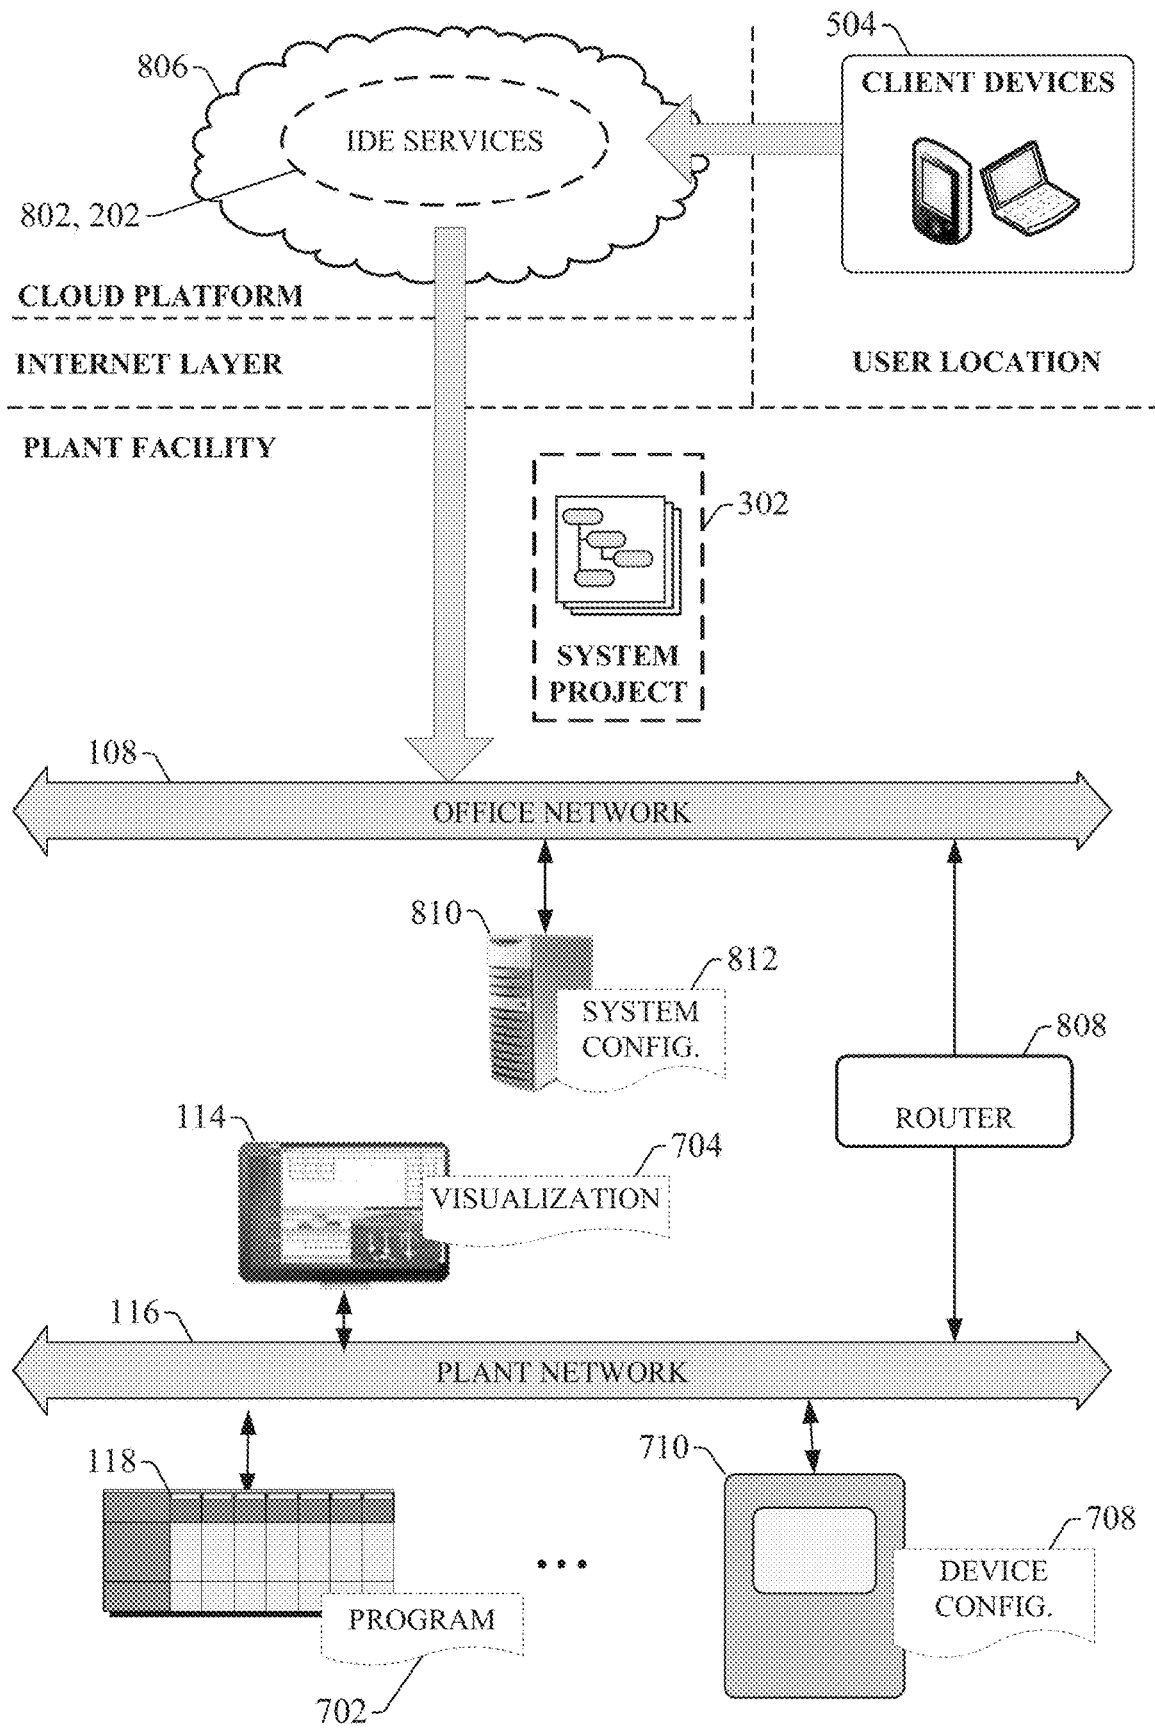 504
806
CLIENT DEVICES
IDE SERVICES
802, 202
CLOUD PLATFORM
INTERNET LAYER
USER LOCATION
PLANT FACILITY
302
SYSTEM
PROJECT
108
OFFICE NETWORK
810
812
SYSTEM
CONFIG.
808
ROUTER
114
704
VISUALIZATION
116
PLANT NETWORK
118
710
708
DEVICE
CONFIG.
...
PROGRAM
702